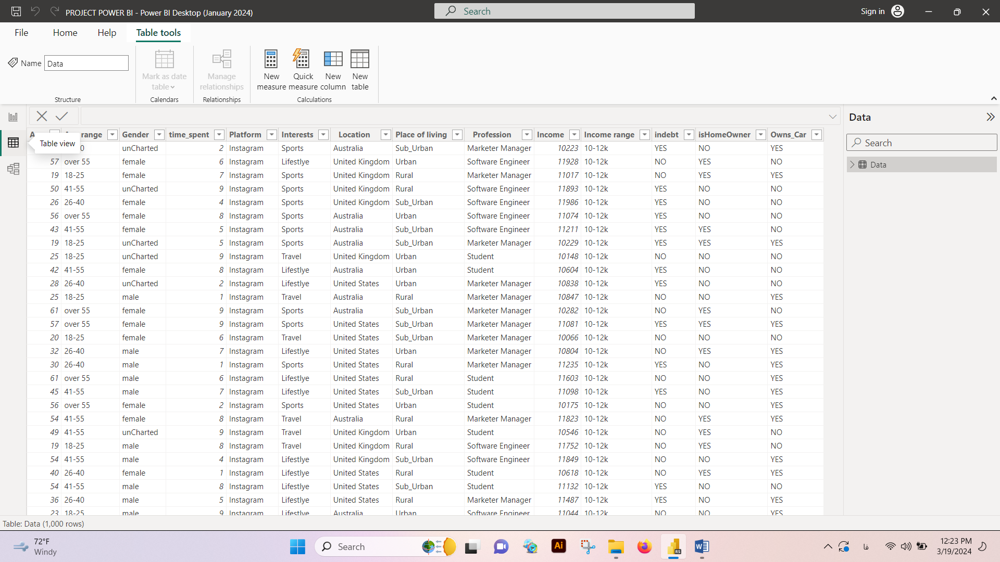 PROJECT POWER BI - Power BI Desktop (January 2024)
Search
Sign in
File Home Help Table tools
Name Data
Mark as date table
Manage relationships
New measure
Quick measure
New column
New table
Structure Calendars Relationships Calculations
Data
Search
Data
Table view
range Gender time_spent Platform Interests Location Place of living Profession Income Income range indebt isHomeOwner Owns_Car
unCharted 2 Instagram Sports Australia Sub_Urban Marketer Manager 10223 10-12k YES NO YES
57 over 55 female 6 Instagram Lifestlye United Kingdom Urban Software Engineer 11928 10-12k NO YES NO
19 18-25 female 7 Instagram Sports United Kingdom Rural Marketer Manager 11017 10-12k NO YES YES
50 41-55 unCharted 9 Instagram Sports United Kingdom Rural Software Engineer 11893 10-12k YES NO NO
26 26-40 female 4 Instagram Sports United Kingdom Sub_Urban Software Engineer 11986 10-12k YES NO NO
56 over 55 female 8 Instagram Sports Australia Urban Software Engineer 11074 10-12k YES NO NO
43 41-55 female 5 Instagram Sports Australia Sub_Urban Software Engineer 11211 10-12k YES YES NO
19 18-25 unCharted 5 Instagram Sports Australia Sub_Urban Marketer Manager 10229 10-12k YES YES YES
25 18-25 unCharted 9 Instagram Travel United Kingdom Urban Student 10148 10-12k NO NO NO
42 41-55 female 8 Instagram Lifestlye Australia Urban Student 10604 10-12k YES NO NO
28 26-40 unCharted 2 Instagram Lifestlye United States Urban Marketer Manager 10838 10-12k YES NO NO
25 18-25 male 1 Instagram Travel Australia Rural Marketer Manager 10847 10-12k NO NO YES
61 over 55 female 9 Instagram Sports Australia Sub_Urban Marketer Manager 10282 10-12k NO YES NO
57 over 55 female 9 Instagram Sports United States Sub_Urban Marketer Manager 11081 10-12k YES YES YES
20 18-25 female 6 Instagram Travel United States Sub_Urban Marketer Manager 10066 10-12k NO NO NO
32 26-40 male 7 Instagram Lifestlye United States Urban Marketer Manager 10804 10-12k NO YES YES
30 26-40 male 1 Instagram Sports United States Rural Marketer Manager 11235 10-12k YES NO YES
61 over 55 male 6 Instagram Lifestlye United States Rural Student 11603 10-12k NO NO YES
45 41-55 male 7 Instagram Lifestlye United States Sub_Urban Student 11098 10-12k YES NO YES
56 over 55 female 2 Instagram Sports United States Urban Student 10175 10-12k NO NO YES
54 41-55 female 8 Instagram Travel Australia Rural Marketer Manager 11823 10-12k NO YES YES
49 41-55 unCharted 9 Instagram Travel United Kingdom Urban Student 10546 10-12k NO YES NO
19 18-25 male 8 Instagram Travel United Kingdom Rural Software Engineer 11752 10-12k NO YES NO
54 41-55 male 4 Instagram Lifestlye United Kingdom Sub_Urban Software Engineer 11849 10-12k NO NO YES
40 26-40 female 1 Instagram Lifestlye United States Rural Student 10618 10-12k NO YES YES
54 41-55 male 8 Instagram Lifestlye United States Sub_Urban Student 11132 10-12k YES NO NO
36 26-40 male 5 Instagram Lifestlye United States Rural Marketer Manager 11487 10-12k YES NO YES
23 18-25 male 9 Instagram Lifestlye Australia Urban Software Engineer 11044 10-12k NO NO YES
Table: Data (1,000 rows)
72°F
Windy
Search
Ai
RS
W
فا
12:23 PM
3/19/2024